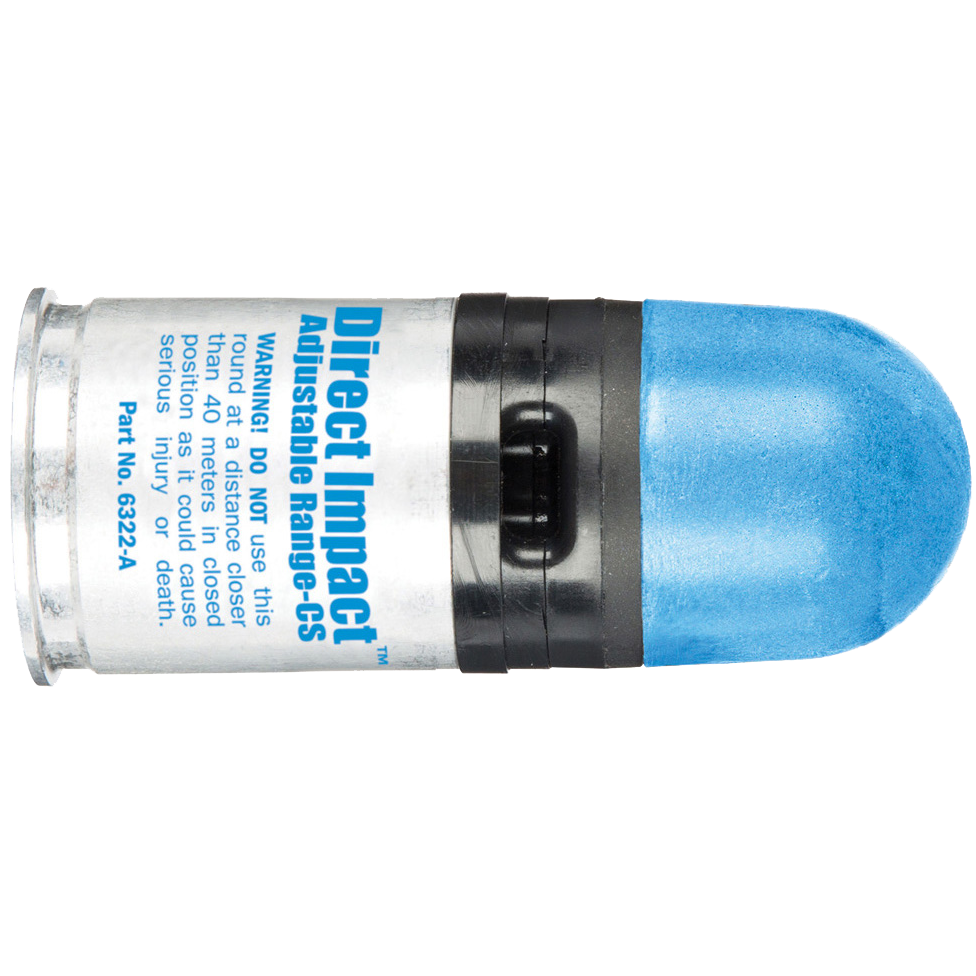 Direct Impact™
Adjustable Range-CS
WARNING! DO NOT use this
round at a distance closer
than 40 meters in closed
position as it could cause
serious injury or death.
Part No. 6322-A